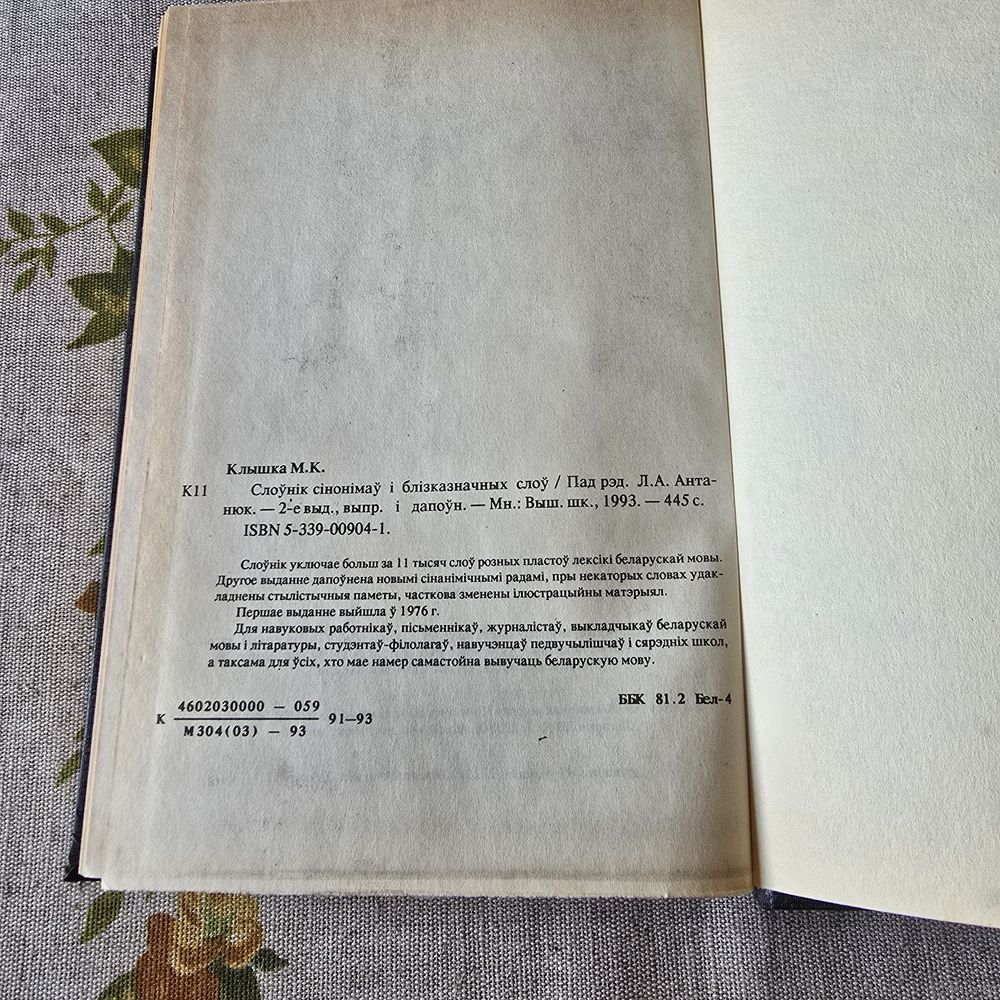 Клышка М.К.
К11 Слоўнік сінонімаў і блізказначных слоў / Пад рэд. Л.А. Анта-
нюк. — 2-е выд., выпр. і дапоўн. — Мн.: Выш. шк., 1993. — 445 с.
ISBN 5-339-00904-1.
Слоўнік уключае больш за 11 тысяч слоў розных пластоў лексікі беларускай мовы.
Другое выданне дапоўнена новымі сінанімічнымі радамі, пры некаторых словах удак-
ладнены стылістычныя паметы, часткова зменены ілюстрацыйны матэрыял.
Першае выданне выйшла ў 1976 г.
Для навуковых работнікаў, пісьменнікаў, журналістаў, выкладчыкаў беларускай
мовы і літаратуры, студэнтаў-філолагаў, навучэнцаў педвучылішчаў і сярэдніх школ,
а таксама для ўсіх, хто мае намер самастойна вывучаць беларускую мову.
4602030000 — 059
К 91—93
М304(03) — 93
ББК 81.2 Бел-4